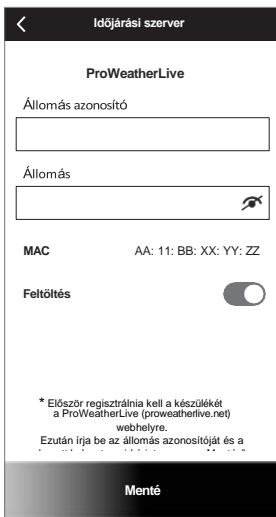 Időjárási szerver
ProWeatherLive
Állomás azonosító
Állomás
MAC AA: 11: BB: XX: YY: ZZ
Feltöltés
* Először regisztrálnia kell a készülékét
a ProWeatherLive (proweatherlive.net)
webhelyre.
Ezután írja be az állomás azonosítóját és a
Menté